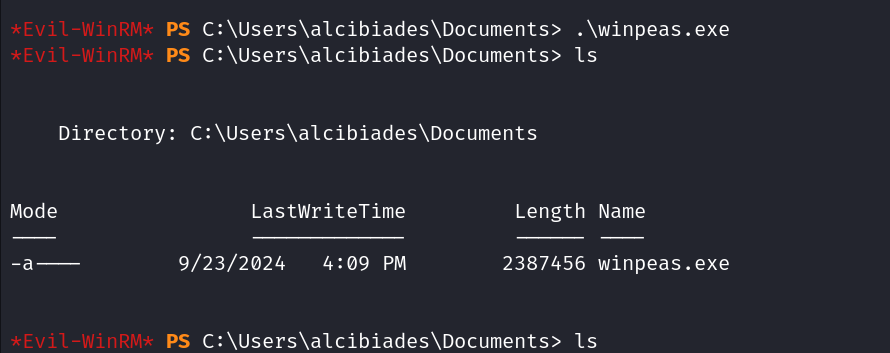 *Evil-WinRM* PS C:\Users\alcibiades\Documents> .\winpeas.exe
*Evil-WinRM* PS C:\Users\alcibiades\Documents> ls
Directory: C:\Users\alcibiades\Documents
Mode                LastWriteTime         Length Name
----                -------------         ------ ----
-a----        9/23/2024   4:09 PM        2387456 winpeas.exe
*Evil-WinRM* PS C:\Users\alcibiades\Documents> ls